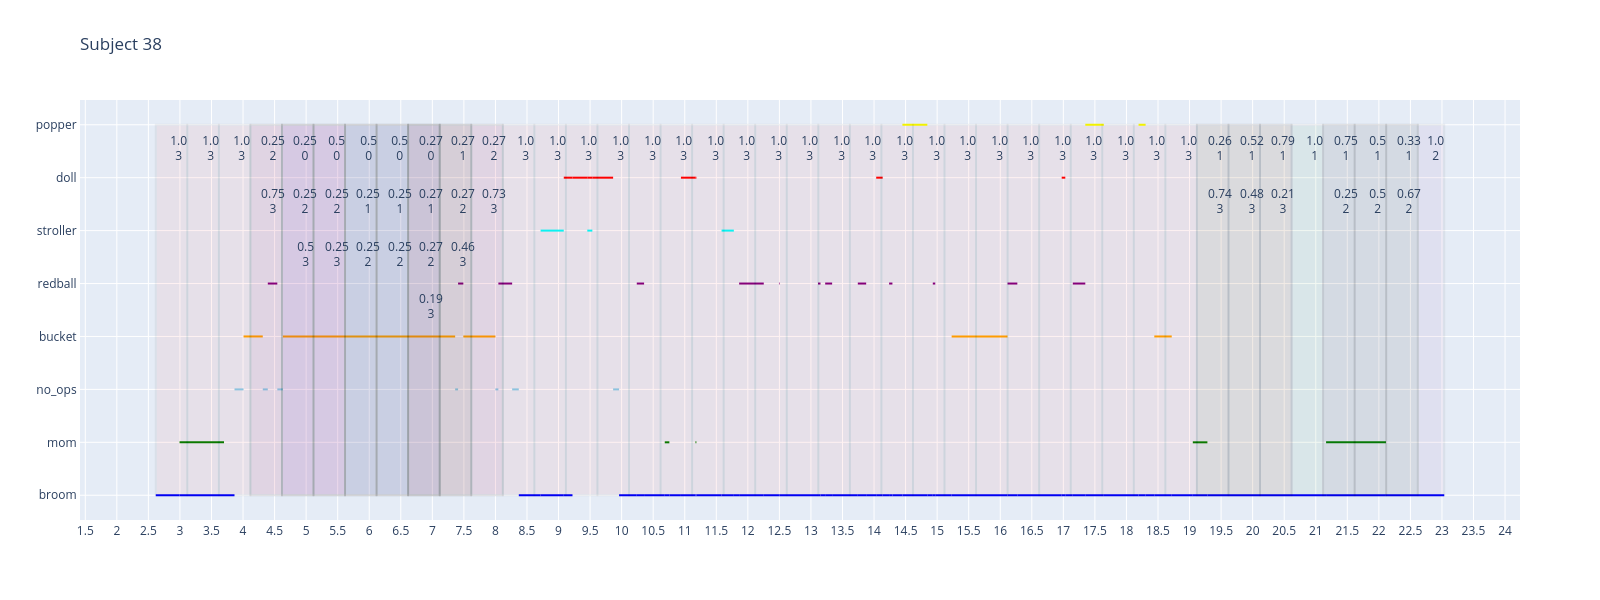 Subject 38
popper
1.0 1.0 1.0 0.25 0.25 0.5 0.5 0.5 0.27 0.27 0.27 1.0 1.0 1.0 1.0 1.0 1.0 1.0 1.0 1.0 1.0 1.0 1.0 1.0 1.0 1.0 1.0 1.0 1.0 1.0 1.0 1.0 1.0 0.26 0.52 0.79 1.0 0.75 0.5 0.33 1.0
3 3 3 2 0 0 0 0 0 1 2 3 3 3 3 3 3 3 3 3 3 3 3 3 3 3 3 3 3 3 3 3 3 1 1 1 1 1 1 1 2
doll
0.75 0.25 0.25 0.25 0.25 0.27 0.27 0.73 0.74 0.48 0.21 0.25 0.5 0.67
3 2 2 1 1 1 2 3 3 3 3 2 2 2
stroller
0.5 0.25 0.25 0.25 0.27 0.46
3 3 2 2 2 3
redball
0.19
3
bucket
no_ops
mom
broom
1.5 2 2.5 3 3.5 4 4.5 5 5.5 6 6.5 7 7.5 8 8.5 9 9.5 10 10.5 11 11.5 12 12.5 13 13.5 14 14.5 15 15.5 16 16.5 17 17.5 18 18.5 19 19.5 20 20.5 21 21.5 22 22.5 23 23.5 24